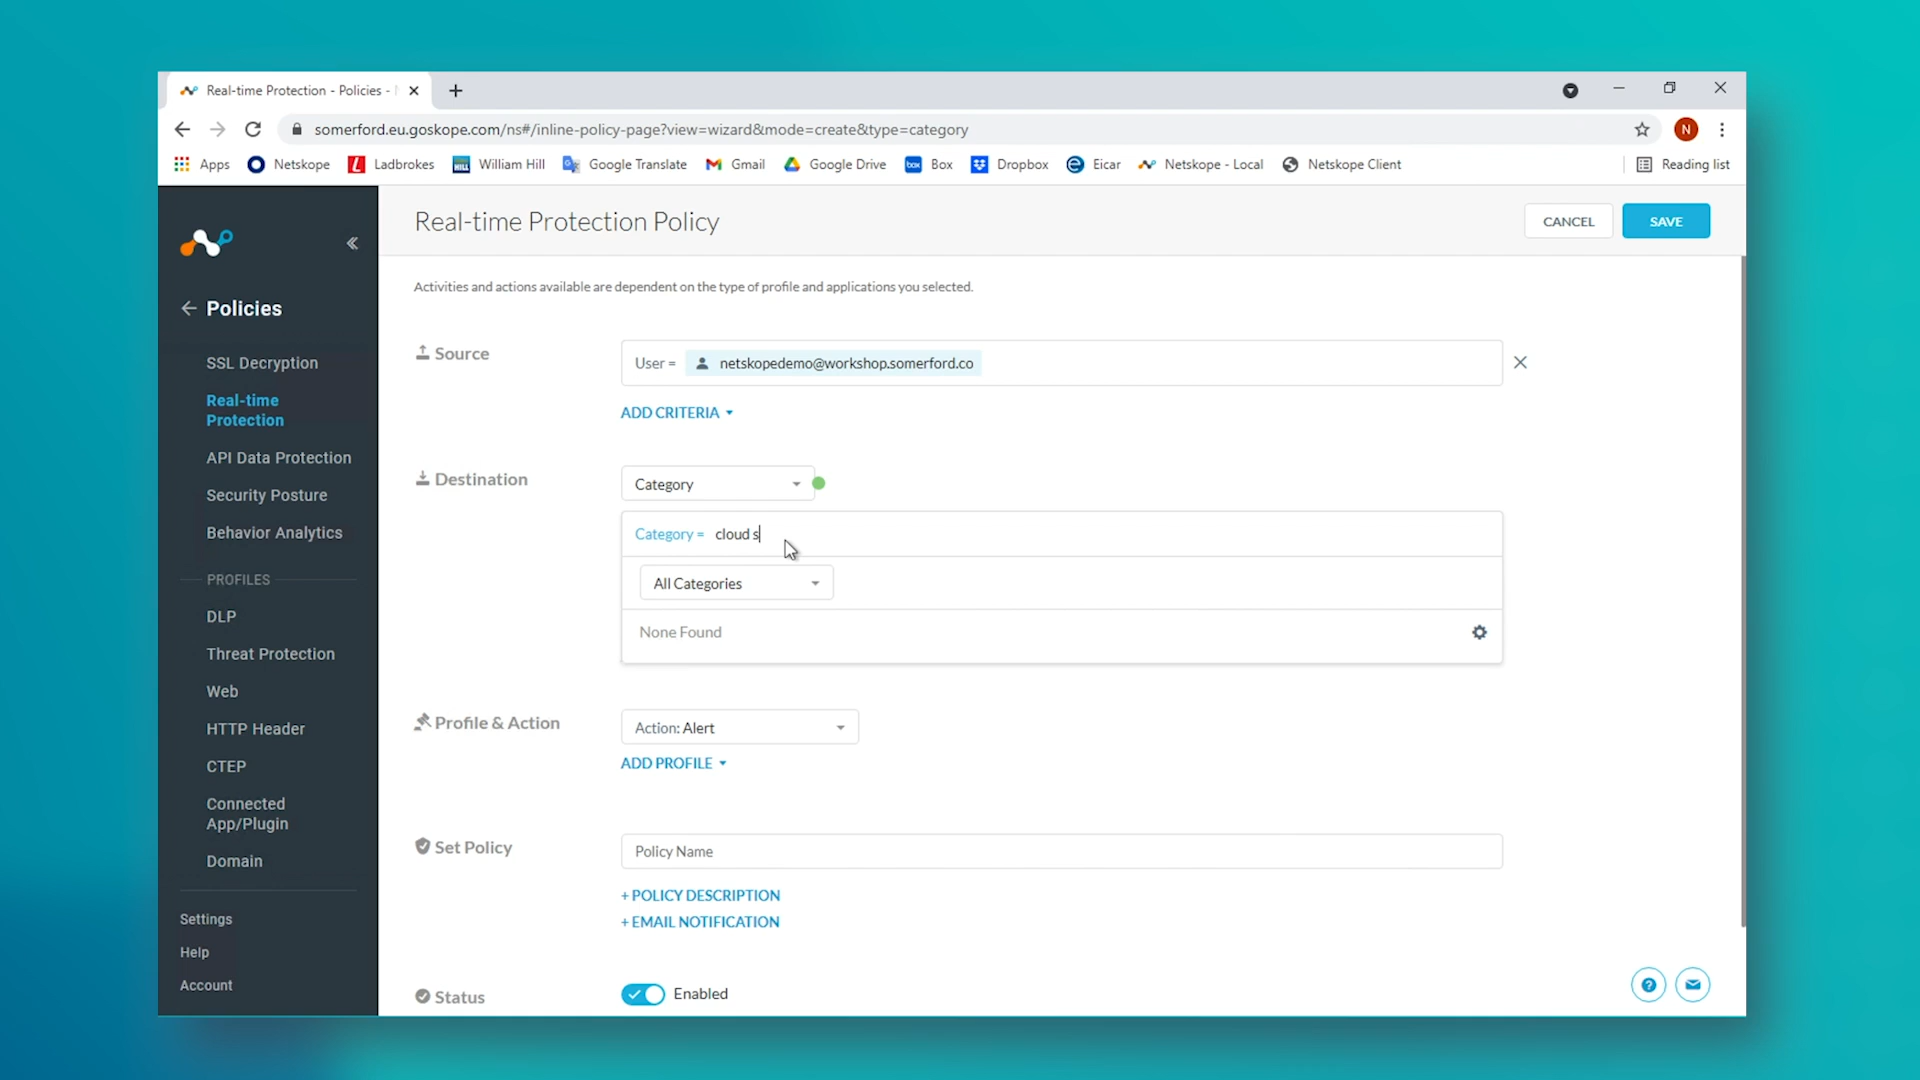 Real-time Protection - Policies -
somerford.eu.goskope.com/ns#/inline-policy-page?view=wizard&mode=create&type=category
N
Apps
Netskope
Ladbrokes
William Hill
Google Translate
Gmail
Google Drive
Box
Dropbox
Eicar
Netskope - Local
Netskope Client
Reading list
Real-time Protection Policy
CANCEL
SAVE
Policies
SSL Decryption
Real-time
Protection
API Data Protection
Security Posture
Behavior Analytics
PROFILES
DLP
Threat Protection
Web
HTTP Header
CTEP
Connected
App/Plugin
Domain
Settings
Help
Account
Activities and actions available are dependent on the type of profile and applications you selected.
Source
User = netskopedemo@workshop.somerford.co
ADD CRITERIA
Destination
Category
Category = cloud s
All Categories
None Found
Profile & Action
Action: Alert
ADD PROFILE
Set Policy
Policy Name
+ POLICY DESCRIPTION
+ EMAIL NOTIFICATION
Status
Enabled